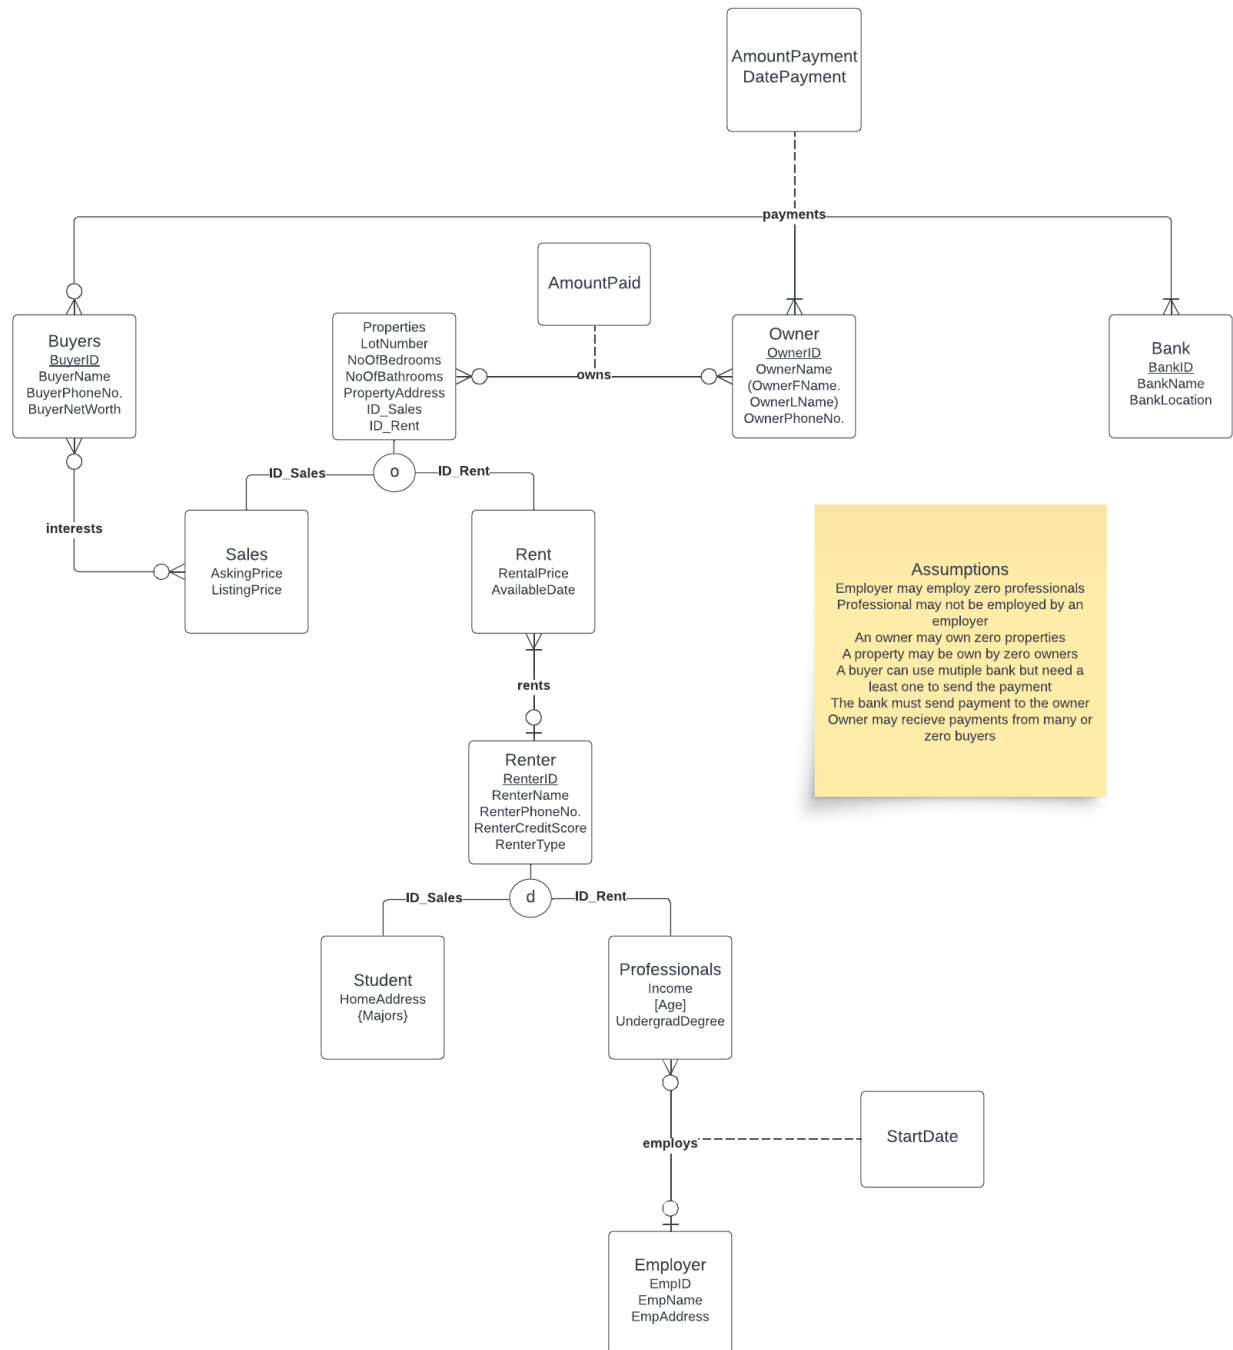 AmountPayment
DatePayment
payments
AmountPaid
Buyers
BuyerID
BuyerName
BuyerPhoneNo.
BuyerNetWorth
Properties
LotNumber
NoOfBedrooms
NoOfBathrooms
PropertyAddress
ID_Sales
ID_Rent
owns
Owner
OwnerID
OwnerName
(OwnerFName.
OwnerLName)
OwnerPhoneNo.
Bank
BankID
BankName
BankLocation
ID_Sales
o
ID_Rent
interests
Sales
AskingPrice
ListingPrice
Rent
RentalPrice
AvailableDate
Assumptions
Employer may employ zero professionals
Professional may not be employed by an
employer
An owner may own zero properties
A property may be own by zero owners
A buyer can use mutiple bank but need a
least one to send the payment
The bank must send payment to the owner
Owner may recieve payments from many or
zero buyers
rents
Renter
RenterID
RenterName
RenterPhoneNo.
RenterCreditScore
RenterType
ID_Sales
d
ID_Rent
Student
HomeAddress
{Majors}
Professionals
Income
[Age]
UndergradDegree
employs
StartDate
Employer
EmpID
EmpName
EmpAddress